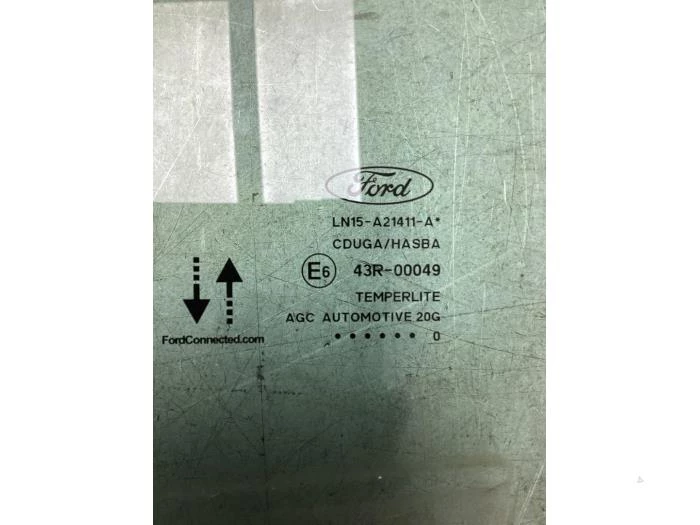 Ford
LN15-A21411-A*
CDUGA/HASBA
E6 43R-00049
TEMPERLITE
AGC AUTOMOTIVE 20G
• • • • • • 0
FordConnected.com